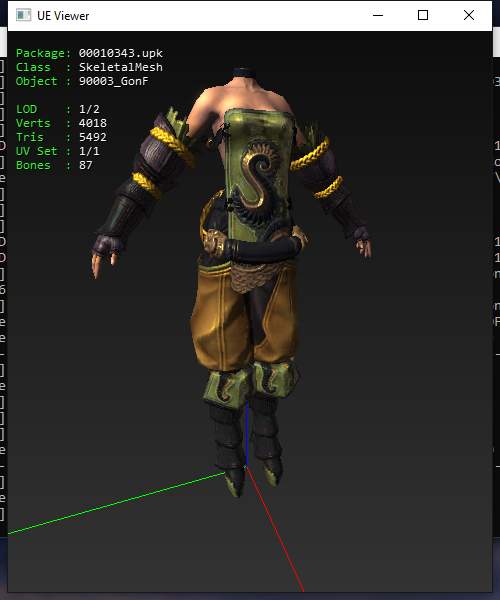 UE Viewer
Package: 00010343.upk
Class : SkeletalMesh
Object : 90003_GonF
LOD : 1/2
Verts : 4018
Tris : 5492
UV Set : 1/1
Bones : 87